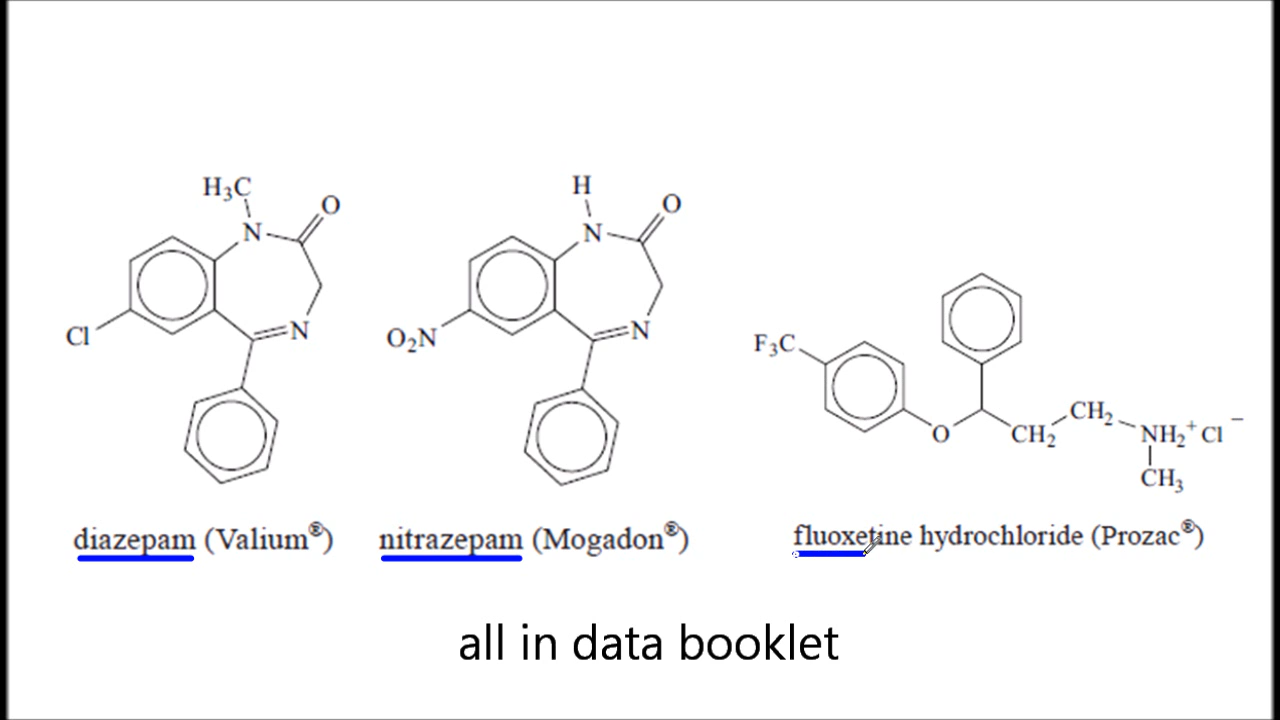 H₃C
N
O
Cl
N
H
N
O
O₂N
N
F₃C
O
CH₂
CH₂
NH₂⁺Cl⁻
CH₃
diazepam (Valium®)
nitrazepam (Mogadon®)
fluoxetine hydrochloride (Prozac®)
all in data booklet